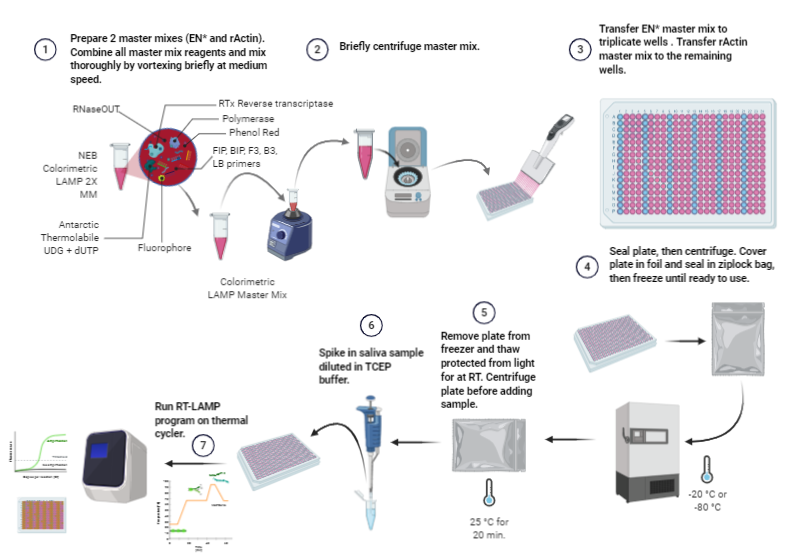 1
Prepare 2 master mixes (EN* and rActin).
Combine all master mix reagents and mix
thoroughly by vortexing briefly at medium
speed.
2
Briefly centrifuge master mix.
3
Transfer EN* master mix to
triplicate wells . Transfer rActin
master mix to the remaining
wells.
RNaseOUT
RTx Reverse transcriptase
Polymerase
Phenol Red
FIP, BIP, F3, B3,
LB primers
NEB
Colorimetric
LAMP 2X
MM
Antarctic
Thermolabile
UDG + dUTP
Fluorophore
Colorimetric
LAMP Master Mix
4
Seal plate, then centrifuge. Cover
plate in foil and seal in ziplock bag,
then freeze until ready to use.
5
Remove plate from
freezer and thaw
protected from light
for at RT. Centrifuge
plate before adding
sample.
6
Spike in saliva sample
diluted in TCEP
buffer.
Run RT-LAMP
program on thermal
cycler.
7
25 °C for
20 min.
-20 °C or
-80 °C